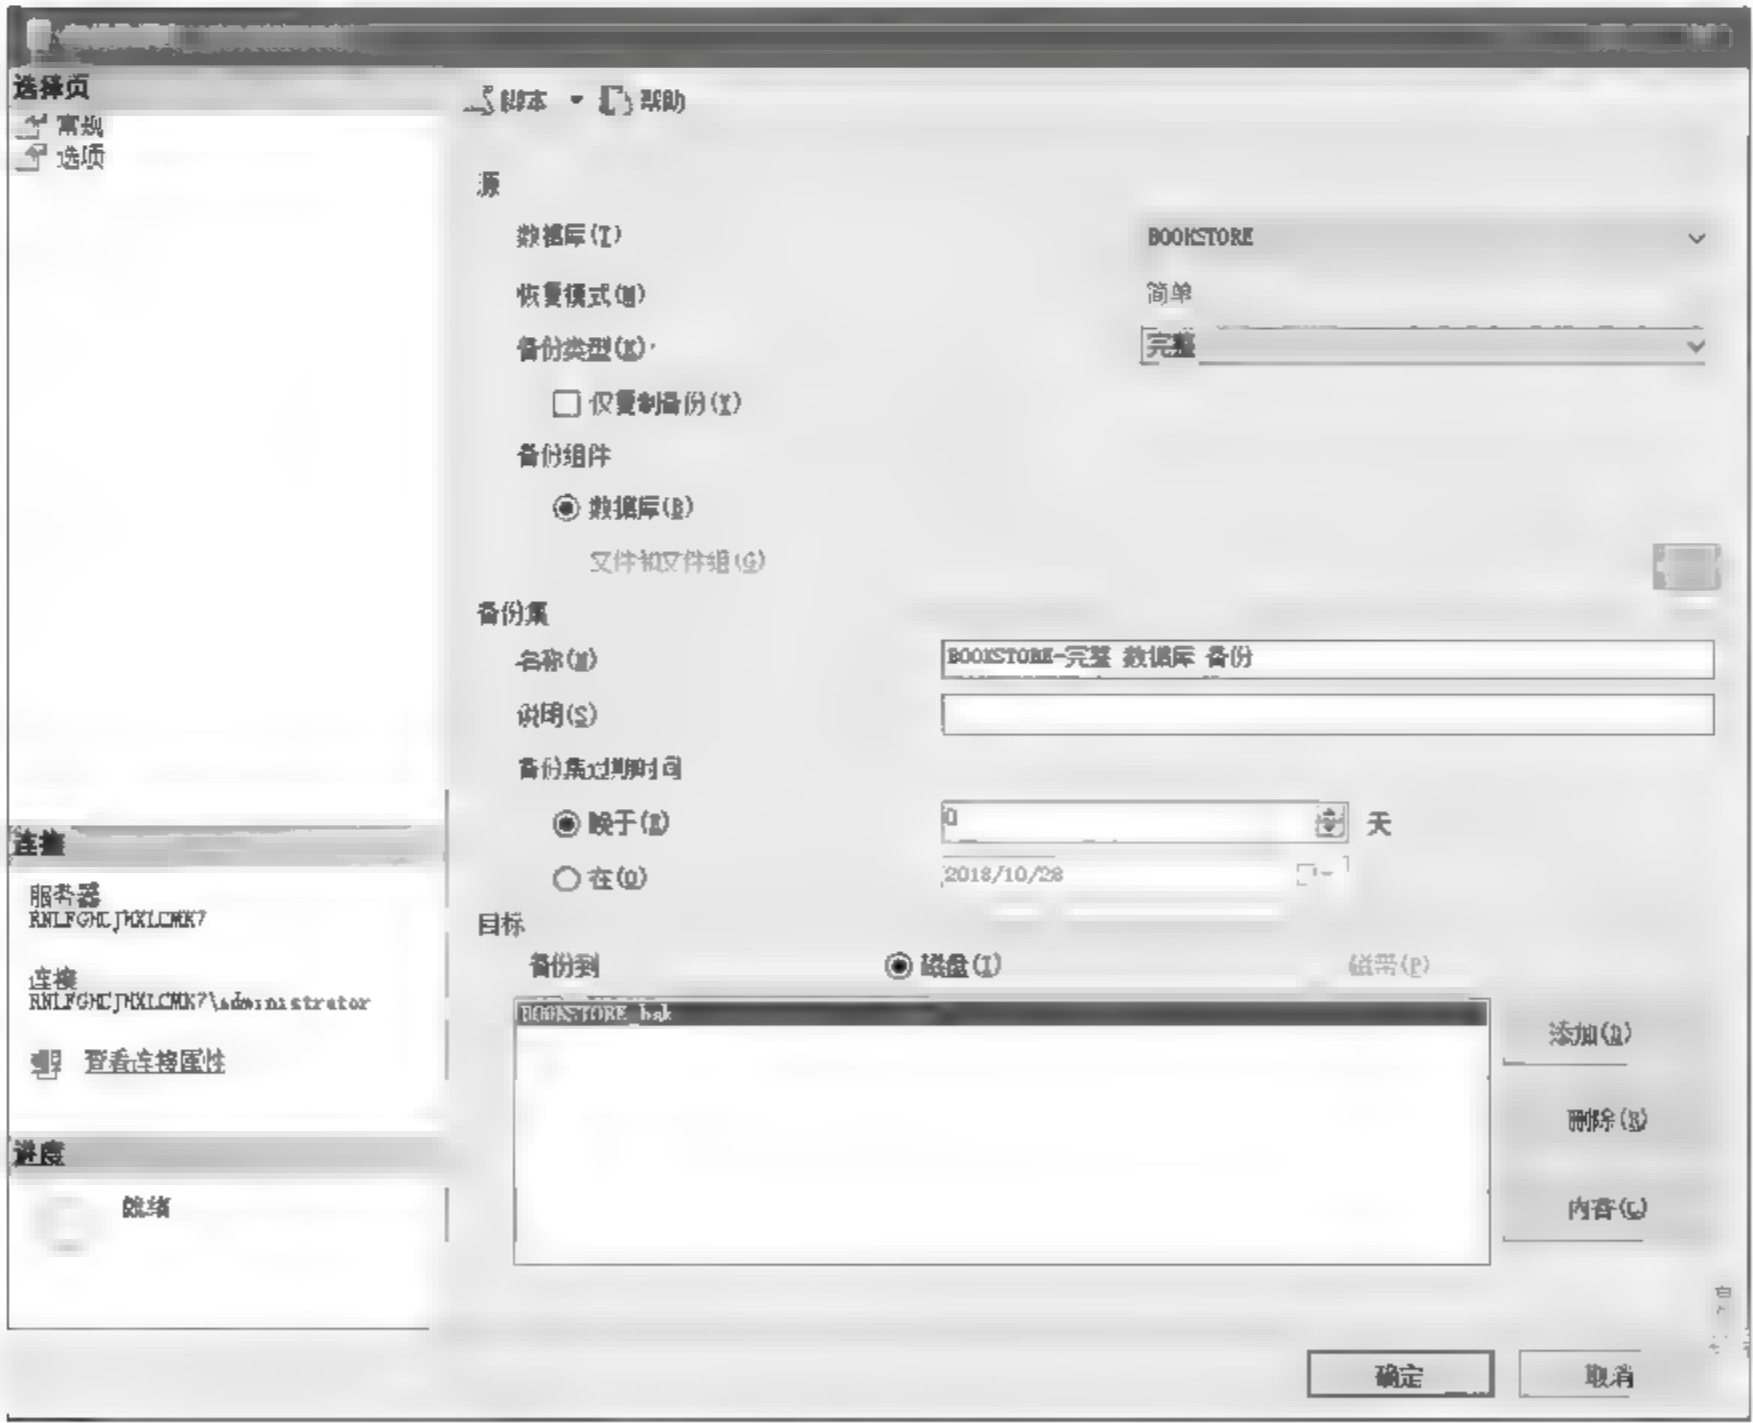 选择页
常规
选项
脚本 帮助
源
数据库(T) BOOKSTORE
恢复模式(M) 简单
备份类型(K) 完整
仅复制备份(Y)
备份组件
数据库(B)
文件和文件组(G)
备份集
名称(N) BOOKSTORE-完整 数据库 备份
说明(S)
备份集过期时间
晚于(E) 0 天
在(O) 2018/10/28
目标
备份到 磁盘(I) 磁带(P)
BOOKSTORE_bak
添加(A)
删除(R)
内容(C)
连接
服务器
连接
\administrator
查看连接属性
进度
就绪
确定 取消